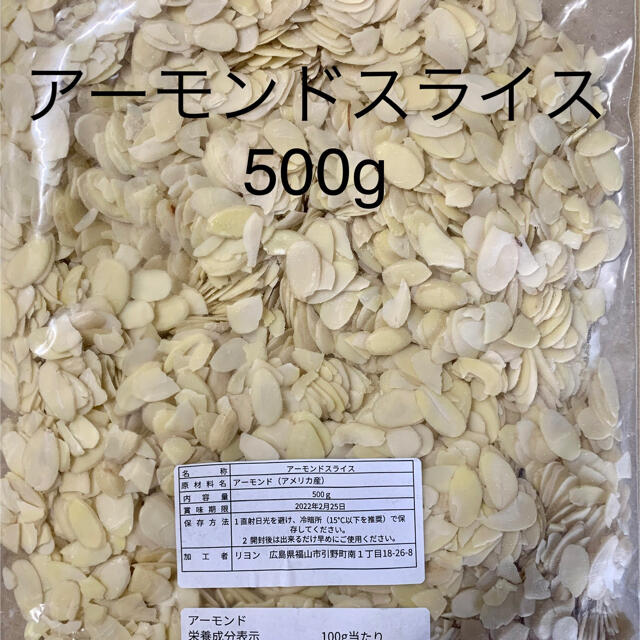 アーモンドスライス
500g
名 称 アーモンドスライス
原材料名 アーモンド（アメリカ産）
内 容 量 500g
賞味期限 2022年2月25日
保存方法 1直射日光を避け、冷暗所（15℃以下を推奨）で保
存してください。
2 開封後は出来るだけ早めにご使用ください。
加 工 者 リヨン 広島県福山市引野町南１丁目18-26-8
アーモンド
栄養成分表示 100g当たり